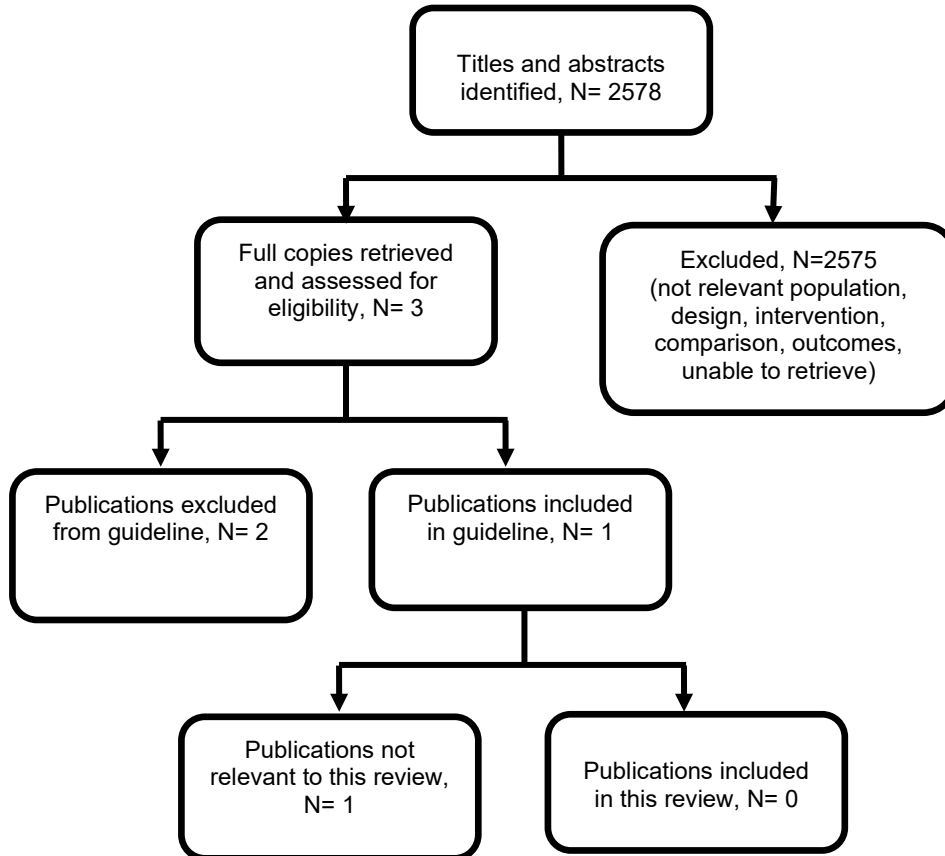 Titles and abstracts
identified, N= 2578
Full copies retrieved
and assessed for
eligibility, N= 3
Excluded, N=2575
(not relevant population,
design, intervention,
comparison, outcomes,
unable to retrieve)
Publications excluded
from guideline, N= 2
Publications included
in guideline, N= 1
Publications not
relevant to this review,
N= 1
Publications included
in this review, N= 0